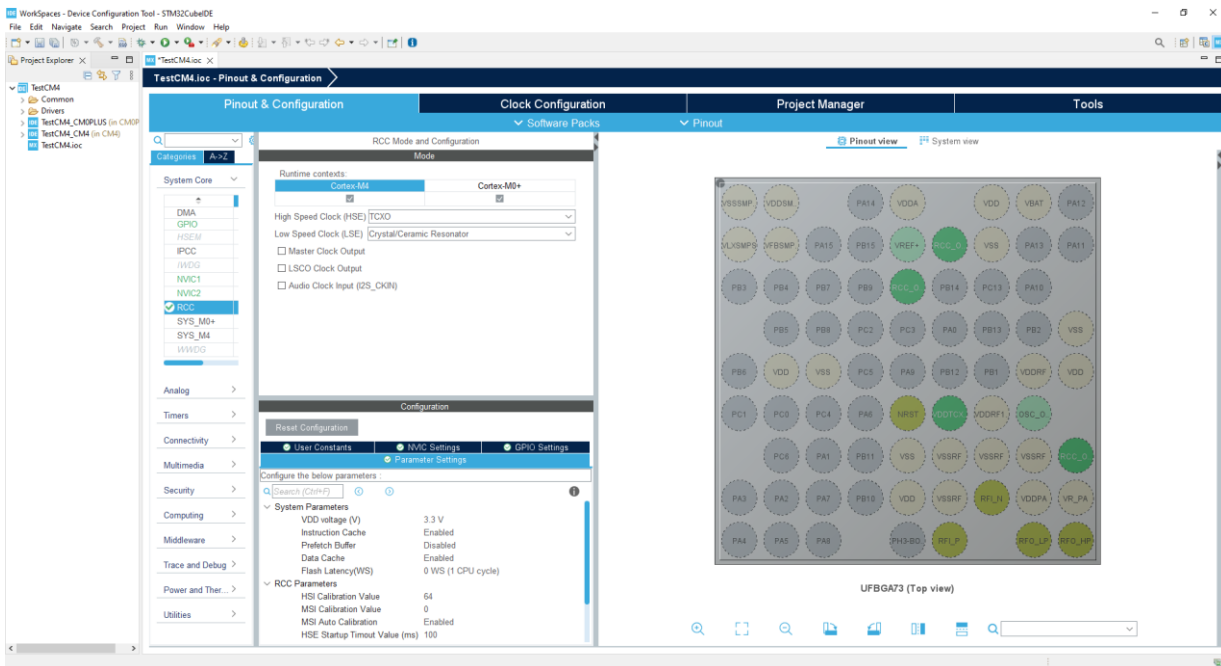 WorkSpaces - Device Configuration Tool - STM32CubeIDE
File Edit Navigate Search Project Run Window Help
Project Explorer
*TestCM4.ioc
TestCM4
Common
Drivers
TestCM4_CM0PLUS (in CM0P
TestCM4_CM4 (in CM4)
TestCM4.ioc
TestCM4.ioc - Pinout & Configuration
Pinout & Configuration
Clock Configuration
Project Manager
Tools
Software Packs
Pinout
Categories A->Z
System Core
DMA
GPIO
HSEM
IPCC
IWDG
NVIC1
NVIC2
RCC
SYS_M0+
SYS_M4
WWDG
Analog
Timers
Connectivity
Multimedia
Security
Computing
Middleware
Trace and Debug
Power and Ther...
Utilities
RCC Mode and Configuration
Mode
Runtime contexts:
Cortex-M4 Cortex-M0+
High Speed Clock (HSE) TCXO
Low Speed Clock (LSE) Crystal/Ceramic Resonator
Master Clock Output
LSCO Clock Output
Audio Clock Input (I2S_CKIN)
Configuration
Reset Configuration
User Constants NVIC Settings GPIO Settings
Parameter Settings
Configure the below parameters :
Search (Ctrl+F)
System Parameters
VDD voltage (V) 3.3 V
Instruction Cache Enabled
Prefetch Buffer Disabled
Data Cache Enabled
Flash Latency(WS) 0 WS (1 CPU cycle)
RCC Parameters
HSI Calibration Value 64
MSI Calibration Value 0
MSI Auto Calibration Enabled
HSE Startup Timout Value (ms) 100
Pinout view System view
VSSSMP VDDSM PA14 VDDA VDD VBAT PA12
VLXSMPS VFBSMP PA15 PB15 VREF+ RCC_O VSS PA13 PA11
PB3 PB4 PB7 PB9 RCC_O PB14 PC13 PA10
PB5 PB8 PC2 PC3 PA0 PB13 PB2 VSS
PB6 VDD VSS PC5 PA9 PB12 PB1 VDDRF VDD
PC1 PC0 PC4 PA6 NRST VDDTCX VDDRF1 OSC_O
PC6 PA1 PB11 VSS VSSRF VSSRF VSSRF RCC_O
PA3 PA2 PA7 PB10 VDD VSSRF RFI_N VDDPA VR_PA
PA4 PA5 PA8 PH3-BO RFI_P RFO_LP RFO_HP
UFBGA73 (Top view)